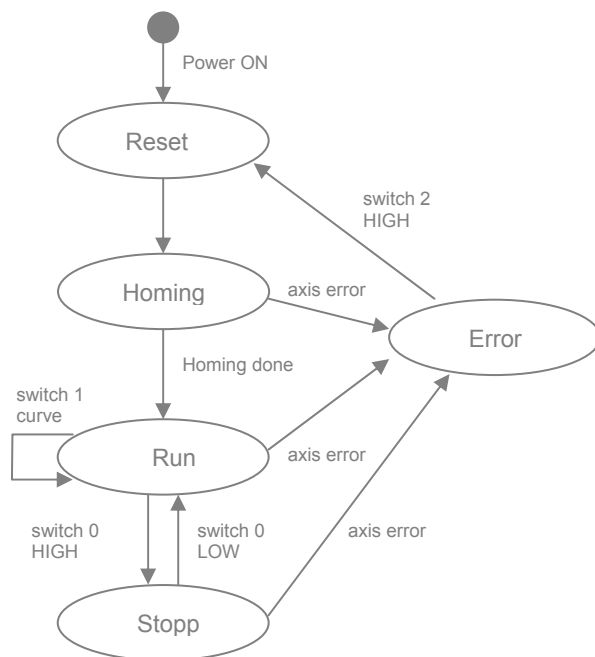 Power ON
Reset
switch 2
HIGH
Homing
axis error
Error
Homing done
switch 1
curve
Run
axis error
switch 0
HIGH
switch 0
LOW
axis error
Stopp